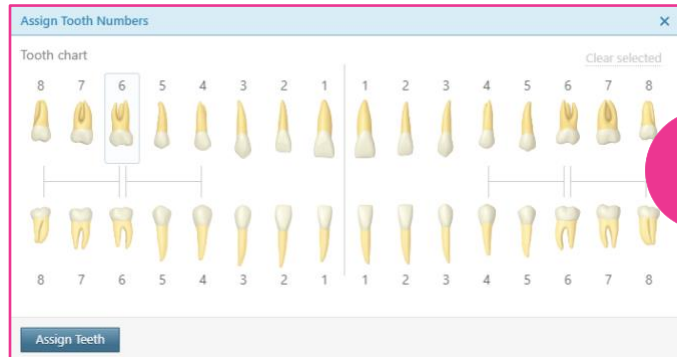 Assign Tooth Numbers ×
Tooth chart Clear selected
8 7 6 5 4 3 2 1 1 2 3 4 5 6 7 8
8 7 6 5 4 3 2 1 1 2 3 4 5 6 7 8
Assign Teeth